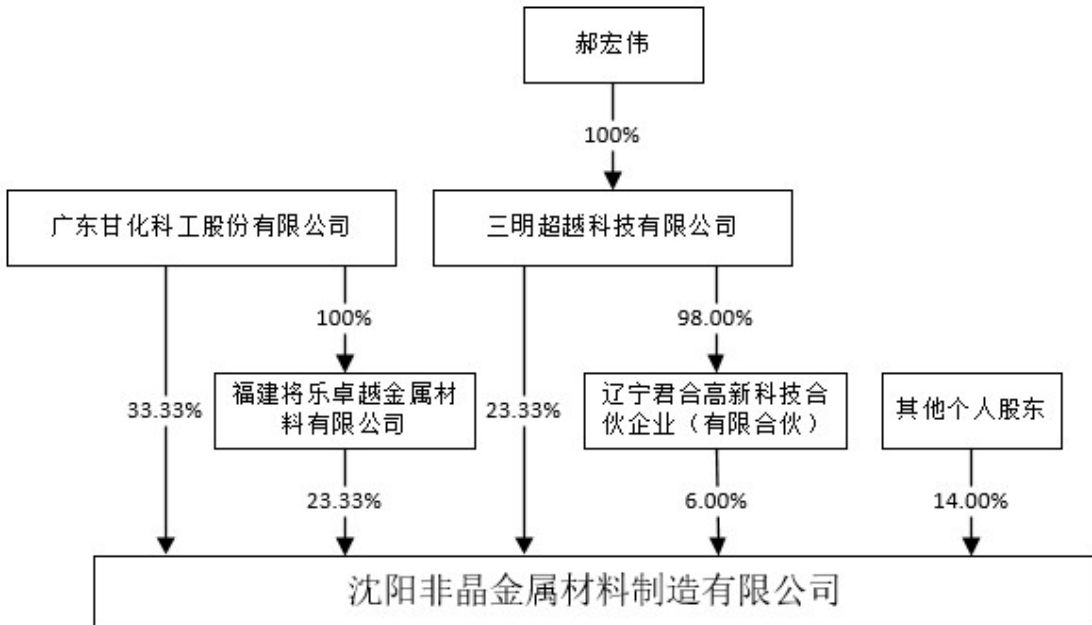 郝宏伟
100%
广东甘化科工股份有限公司
三明超越科技有限公司
100%
98.00%
33.33%
福建将乐卓越金属材
料有限公司
23.33%
辽宁君合高新科技合
伙企业（有限合伙）
其他个人股东
23.33%
6.00%
14.00%
沈阳非晶金属材料制造有限公司